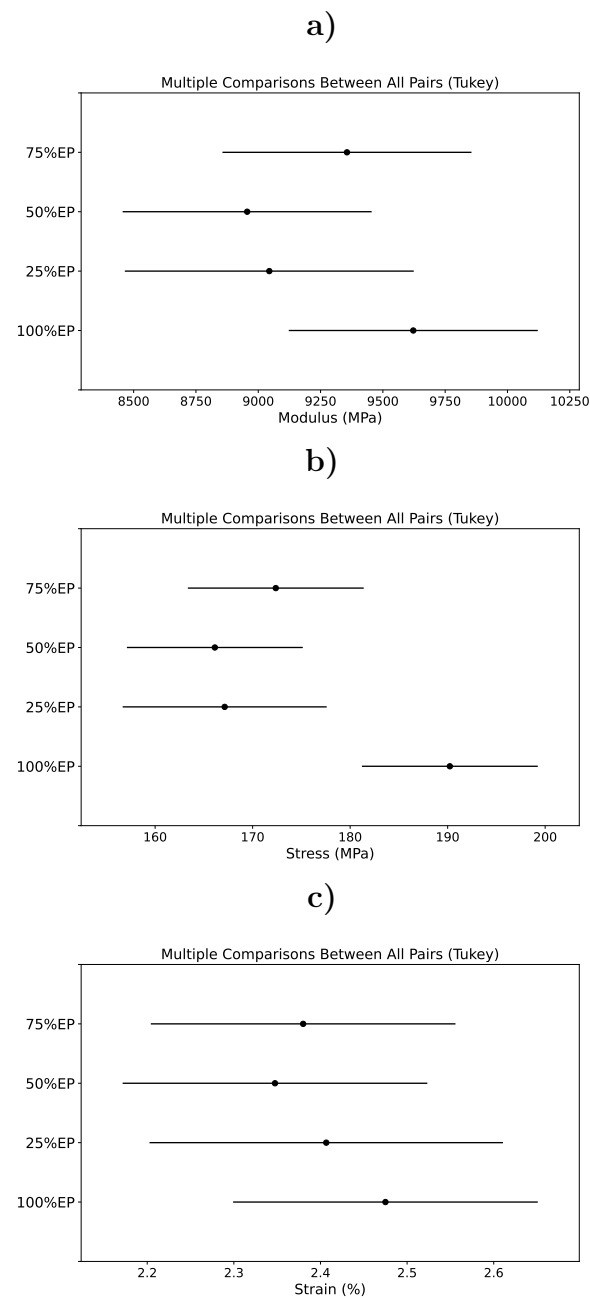 a)
Multiple Comparisons Between All Pairs (Tukey)
75%EP
50%EP
25%EP
100%EP
8500 8750 9000 9250 9500 9750 10000 10250
Modulus (MPa)
b)
Multiple Comparisons Between All Pairs (Tukey)
75%EP
50%EP
25%EP
100%EP
160 170 180 190 200
Stress (MPa)
c)
Multiple Comparisons Between All Pairs (Tukey)
75%EP
50%EP
25%EP
100%EP
2.2 2.3 2.4 2.5 2.6
Strain (%)